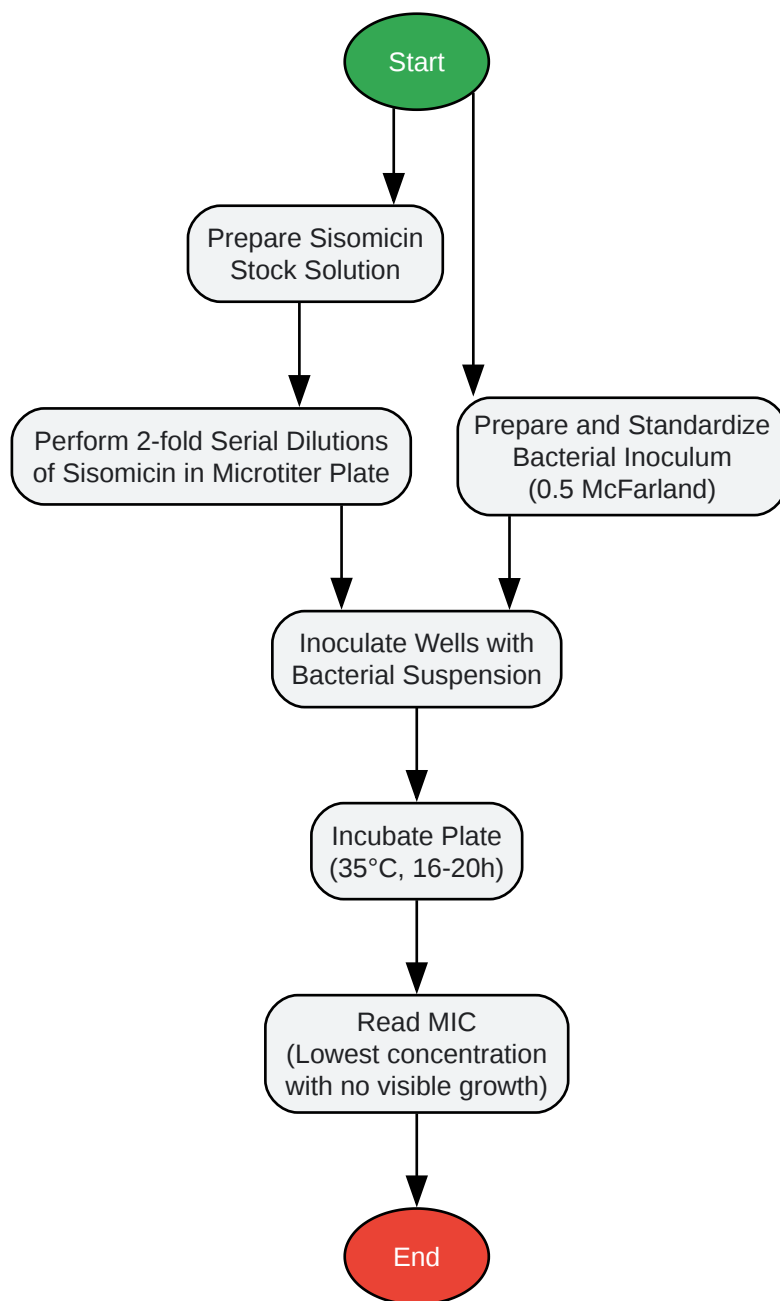 Start
Prepare Sisomicin
Stock Solution
Perform 2-fold Serial Dilutions
of Sisomicin in Microtiter Plate
Prepare and Standardize
Bacterial Inoculum
(0.5 McFarland)
Inoculate Wells with
Bacterial Suspension
Incubate Plate
(35°C, 16-20h)
Read MIC
(Lowest concentration
with no visible growth)
End